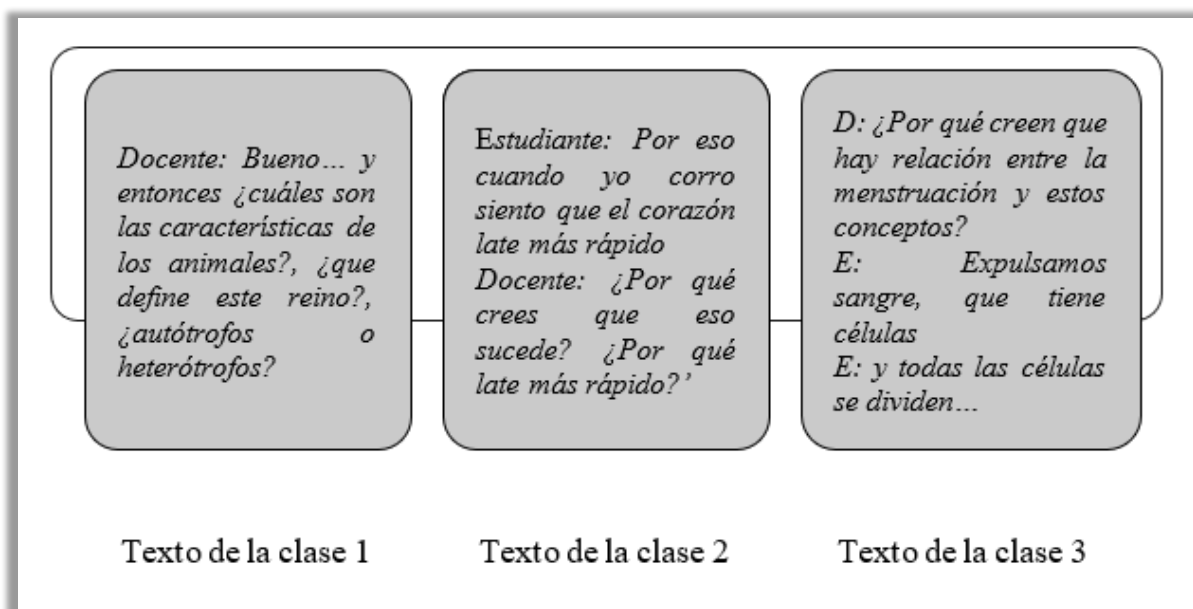 Docente: Bueno... y
entonces ¿cuáles son
las características de
los animales?, ¿que
define este reino?,
¿autótrofos o
heterótrofos?
Estudiante: Por eso
cuando yo corro
siento que el corazón
late más rápido
Docente: ¿Por qué
crees que eso
sucede? ¿Por qué
late más rápido?’
D: ¿Por qué creen que
hay relación entre la
menstruación y estos
conceptos?
E: Expulsamos
sangre, que tiene
células
E: y todas las células
se dividen...
Texto de la clase 1
Texto de la clase 2
Texto de la clase 3